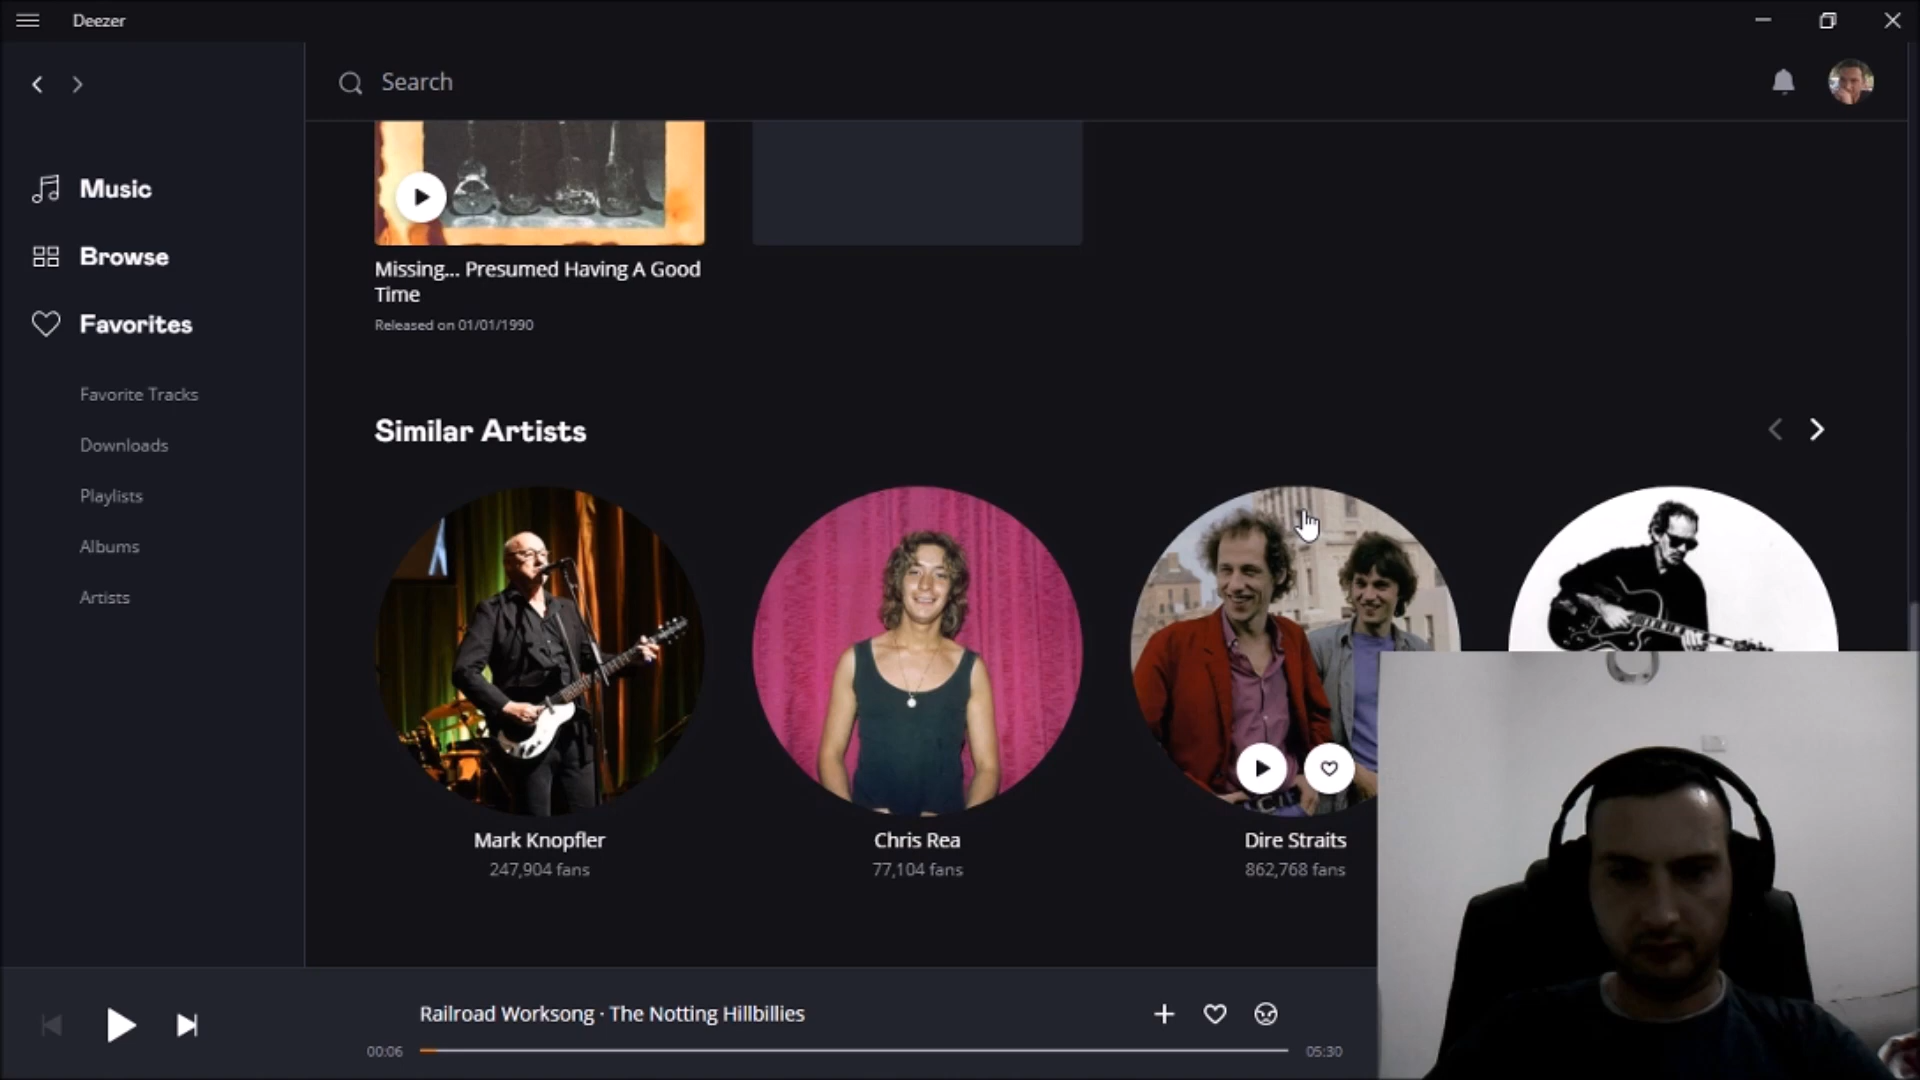 Deezer
Search
Music
Browse
Favorites
Favorite Tracks
Downloads
Playlists
Albums
Artists
Missing... Presumed Having A Good
Time
Released on 01/01/1990
Similar Artists
Mark Knopfler
247,904 fans
Chris Rea
77,104 fans
Dire Straits
862,768 fans
Railroad Worksong · The Notting Hillbillies
00:06
05:30